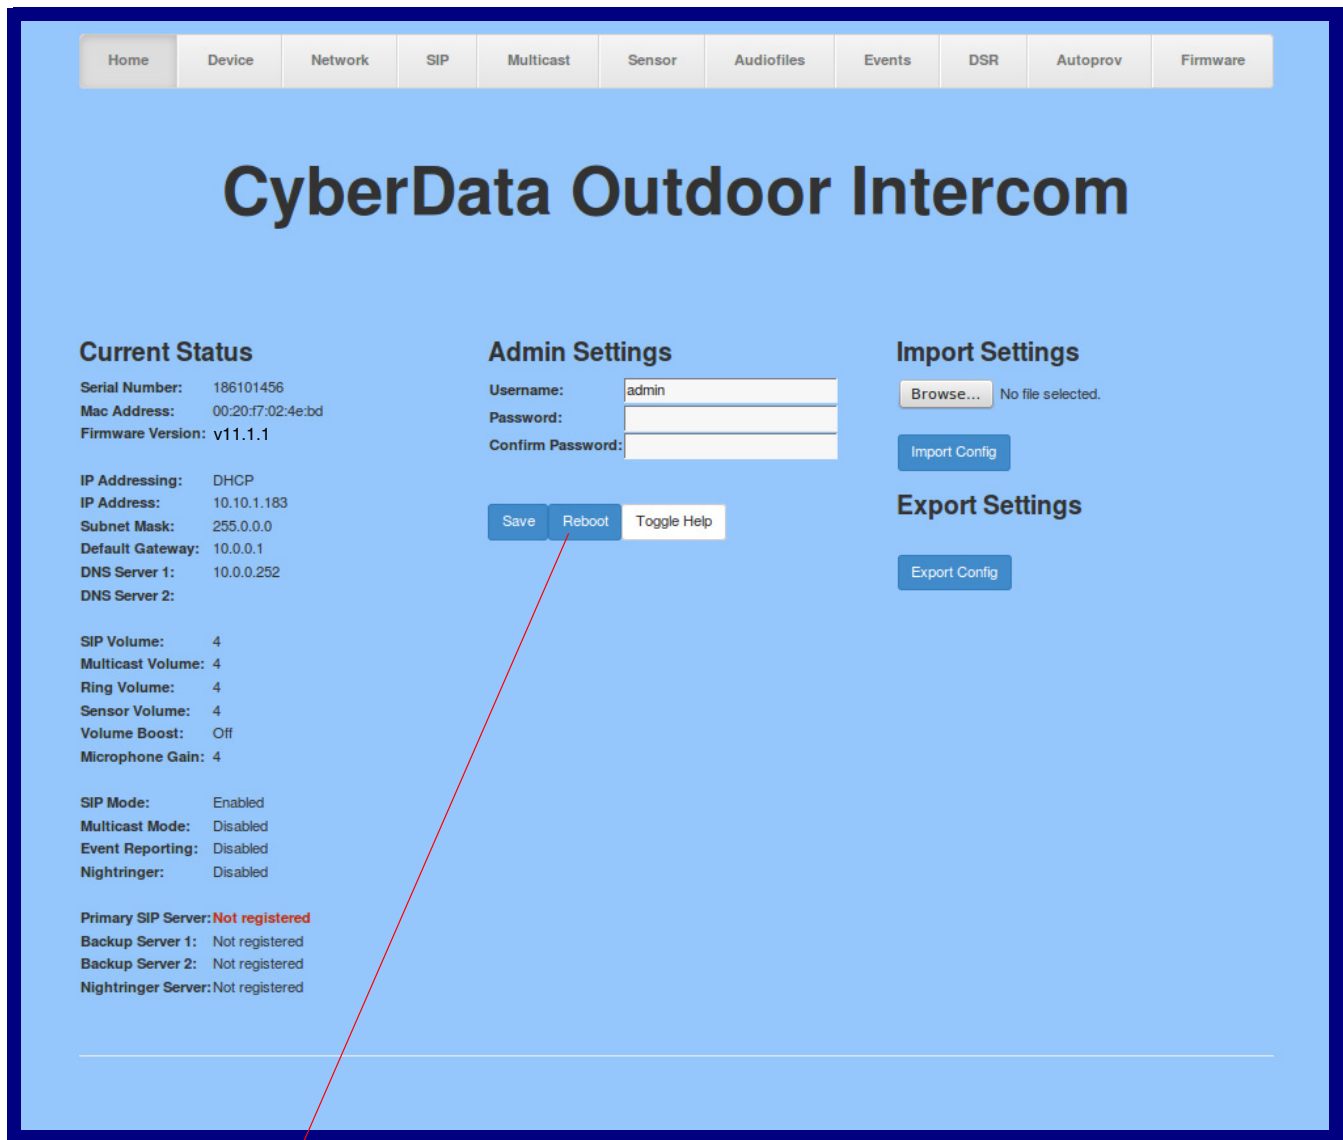 Home Device Network SIP Multicast Sensor Audiofiles Events DSR Autoprov Firmware
CyberData Outdoor Intercom
Current Status
Serial Number: 186101456
Mac Address: 00:20:f7:02:4e:bd
Firmware Version: v11.1.1
IP Addressing: DHCP
IP Address: 10.10.1.183
Subnet Mask: 255.0.0.0
Default Gateway: 10.0.0.1
DNS Server 1: 10.0.0.252
DNS Server 2:
SIP Volume: 4
Multicast Volume: 4
Ring Volume: 4
Sensor Volume: 4
Volume Boost: Off
Microphone Gain: 4
SIP Mode: Enabled
Multicast Mode: Disabled
Event Reporting: Disabled
Nightringer: Disabled
Primary SIP Server: Not registered
Backup Server 1: Not registered
Backup Server 2: Not registered
Nightringer Server: Not registered
Admin Settings
Username: admin
Password:
Confirm Password:
Save Reboot Toggle Help
Import Settings
Browse... No file selected.
Import Config
Export Settings
Export Config